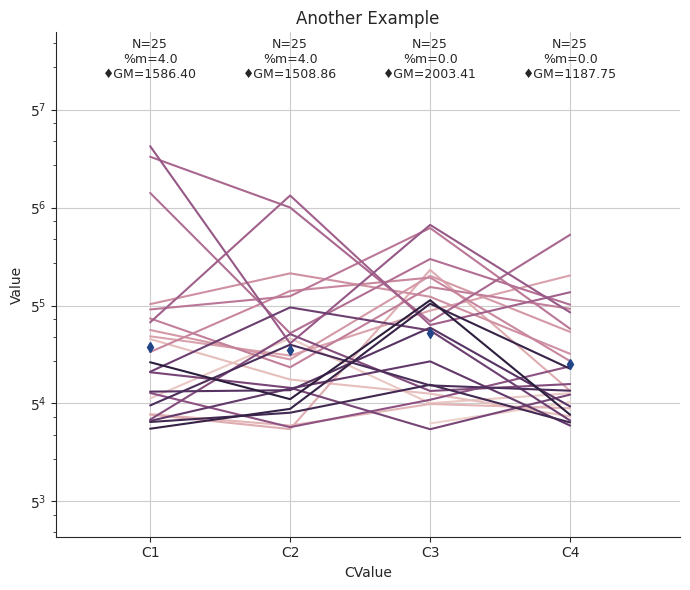 Another Example
N=25 N=25 N=25 N=25
%m=4.0 %m=4.0 %m=0.0 %m=0.0
♦GM=1586.40 ♦GM=1508.86 ♦GM=2003.41 ♦GM=1187.75
5⁷
5⁶
5⁵
5⁴
5³
Value
C1 C2 C3 C4
CValue